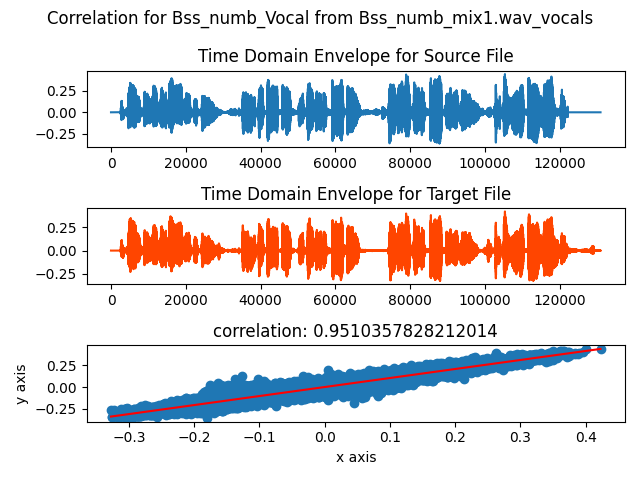 Correlation for Bss_numb_Vocal from Bss_numb_mix1.wav_vocals
Time Domain Envelope for Source File
0.25
0.00
−0.25
0 20000 40000 60000 80000 100000 120000
Time Domain Envelope for Target File
0.25
0.00
−0.25
0 20000 40000 60000 80000 100000 120000
correlation: 0.9510357828212014
y axis
0.25
0.00
−0.25
−0.3 −0.2 −0.1 0.0 0.1 0.2 0.3 0.4
x axis